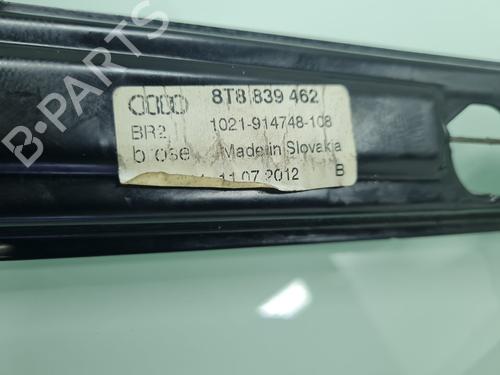 8T8 839 462
BR2 1021-914748-108
brose Made in Slovakia
11.07.2012 B
B-PARTS